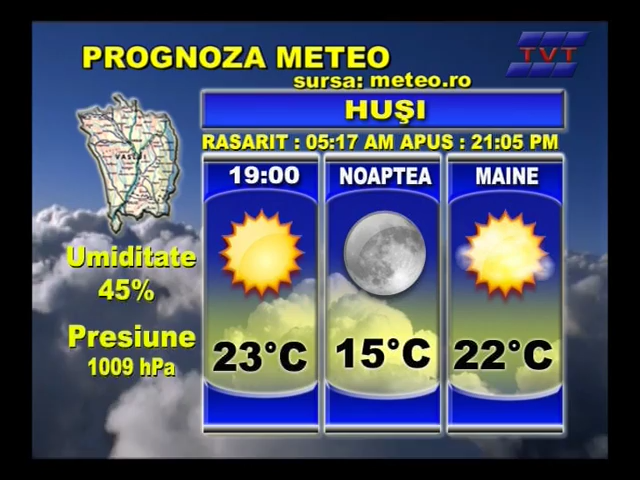 PROGNOZA METEO
sursa: meteo.ro
TVT
HUŞI
RASARIT : 05:17 AM APUS : 21:05 PM
VASLUI
19:00
NOAPTEA
MAINE
Umiditate
45%
Presiune
1009 hPa
23°C
15°C
22°C